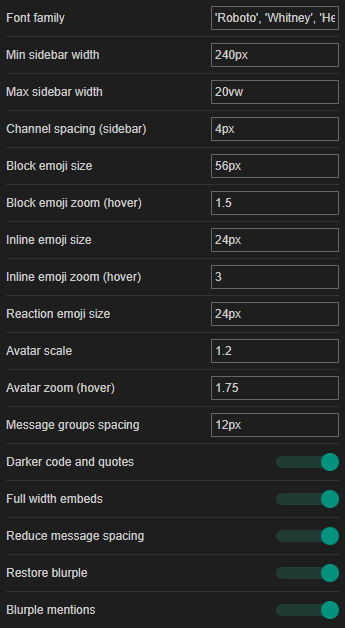 Font family 'Roboto', 'Whitney', 'He
Min sidebar width 240px
Max sidebar width 20vw
Channel spacing (sidebar) 4px
Block emoji size 56px
Block emoji zoom (hover) 1.5
Inline emoji size 24px
Inline emoji zoom (hover) 3
Reaction emoji size 24px
Avatar scale 1.2
Avatar zoom (hover) 1.75
Message groups spacing 12px
Darker code and quotes
Full width embeds
Reduce message spacing
Restore blurple
Blurple mentions